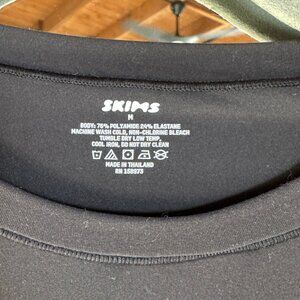 SKIMS
M
BODY: 76% POLYAMIDE 24% ELASTANE
MACHINE WASH COLD, NON-CHLORINE BLEACH
TUMBLE DRY LOW TEMP,
COOL IRON, DO NOT DRY CLEAN
MADE IN THAILAND
RN 158973